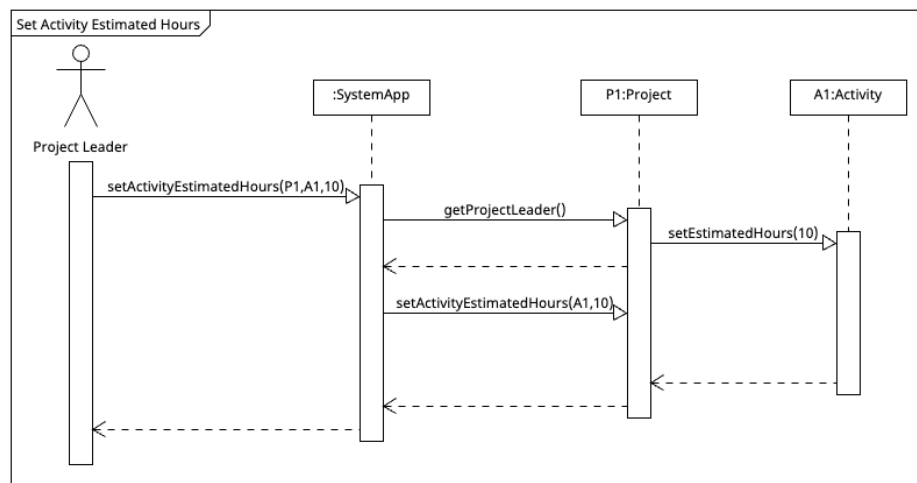 Set Activity Estimated Hours
:SystemApp
P1:Project
A1:Activity
Project Leader
setActivityEstimatedHours(P1,A1,10)
getProjectLeader()
setEstimatedHours(10)
setActivityEstimatedHours(A1,10)